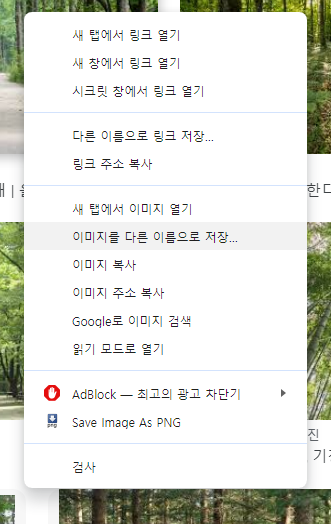 새 탭에서 링크 열기
새 창에서 링크 열기
시크릿 창에서 링크 열기
다른 이름으로 링크 저장...
링크 주소 복사
한다
새 탭에서 이미지 열기
이미지를 다른 이름으로 저장...
이미지 복사
이미지 주소 복사
Google로 이미지 검색
읽기 모드로 열기
AdBlock — 최고의 광고 차단기
png
Save Image As PNG
진
기
검사